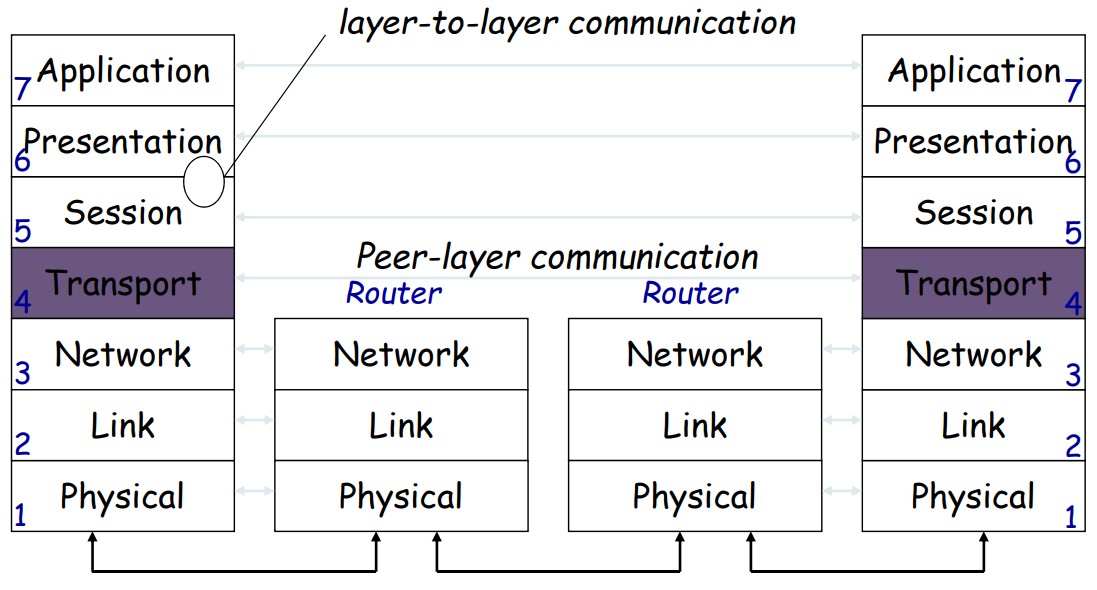 layer-to-layer communication
Application
7
Application
7
Presentation
6
Presentation
6
Session
5
Session
5
Peer-layer communication
Transport
4
Router
Router
Transport
4
Network
3
Network
Network
Network
3
Link
2
Link
Link
Link
2
Physical
1
Physical
Physical
Physical
1